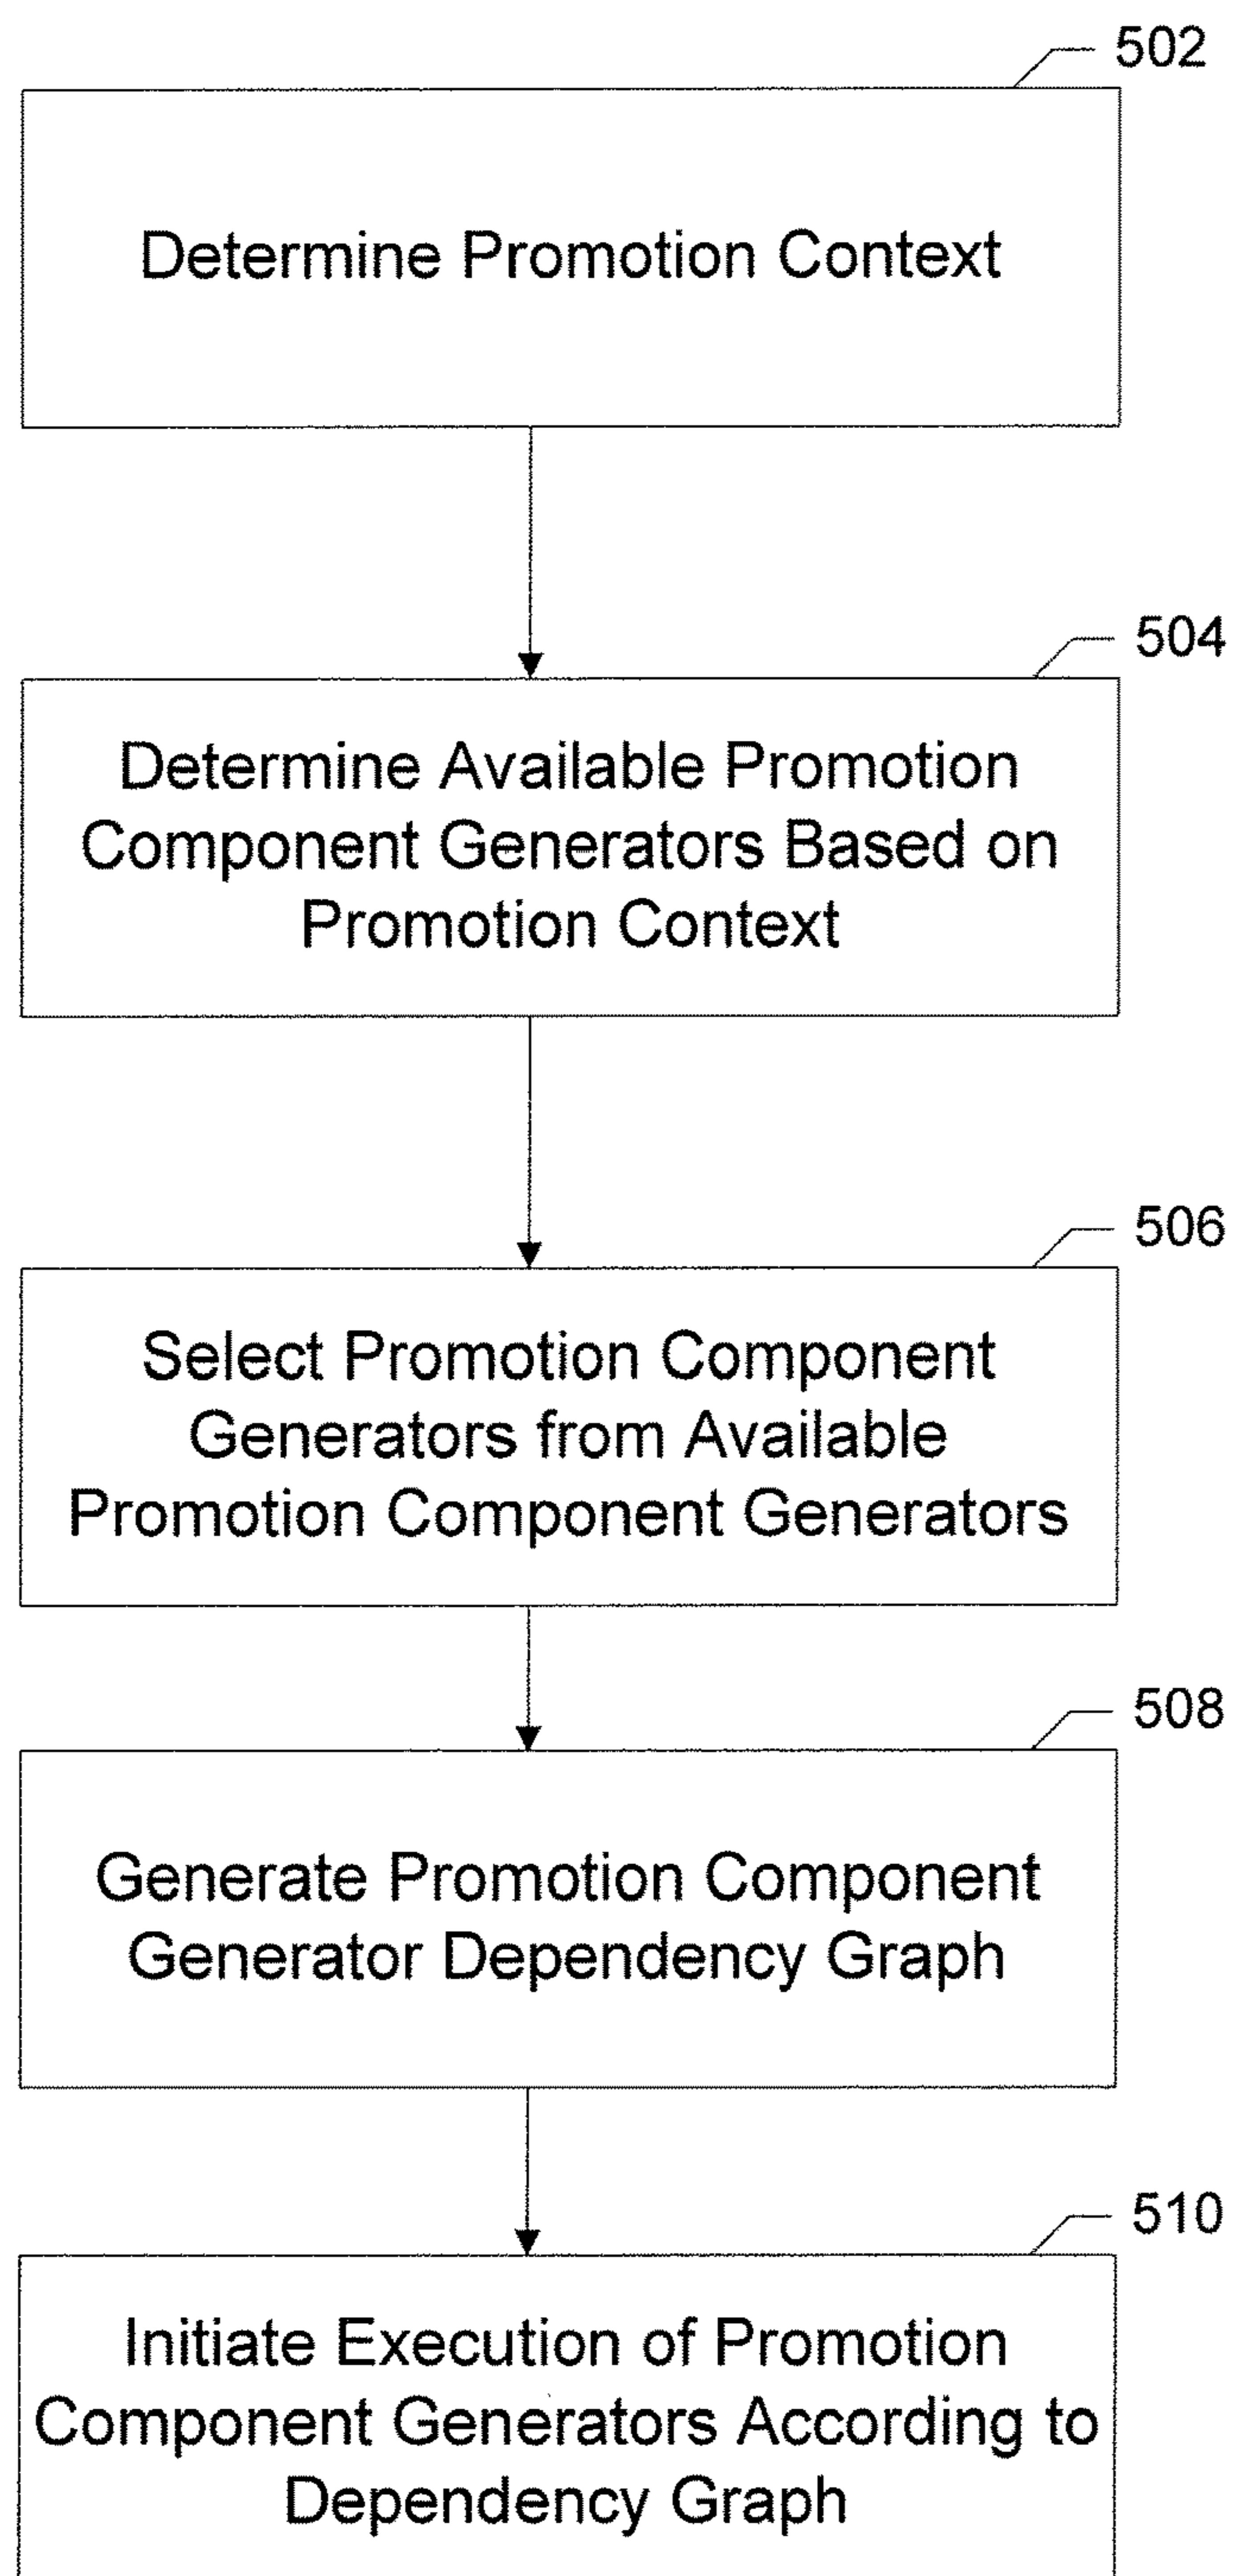 502
Determine Promotion Context
504
Determine Available Promotion
Component Generators Based on
Promotion Context
506
Select Promotion Component
Generators from Available
Promotion Component Generators
508
Generate Promotion Component
Generator Dependency Graph
510
Initiate Execution of Promotion
Component Generators According to
Dependency Graph